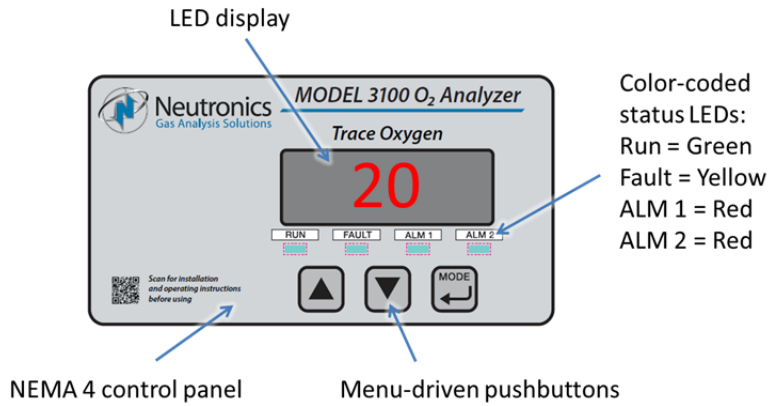 LED display
Neutronics
Gas Analysis Solutions
MODEL 3100 O₂ Analyzer
Trace Oxygen
20
RUN FAULT ALM 1 ALM 2
Scan for installation
and operating instructions
before using
MODE
Color-coded
status LEDs:
Run = Green
Fault = Yellow
ALM 1 = Red
ALM 2 = Red
NEMA 4 control panel
Menu-driven pushbuttons